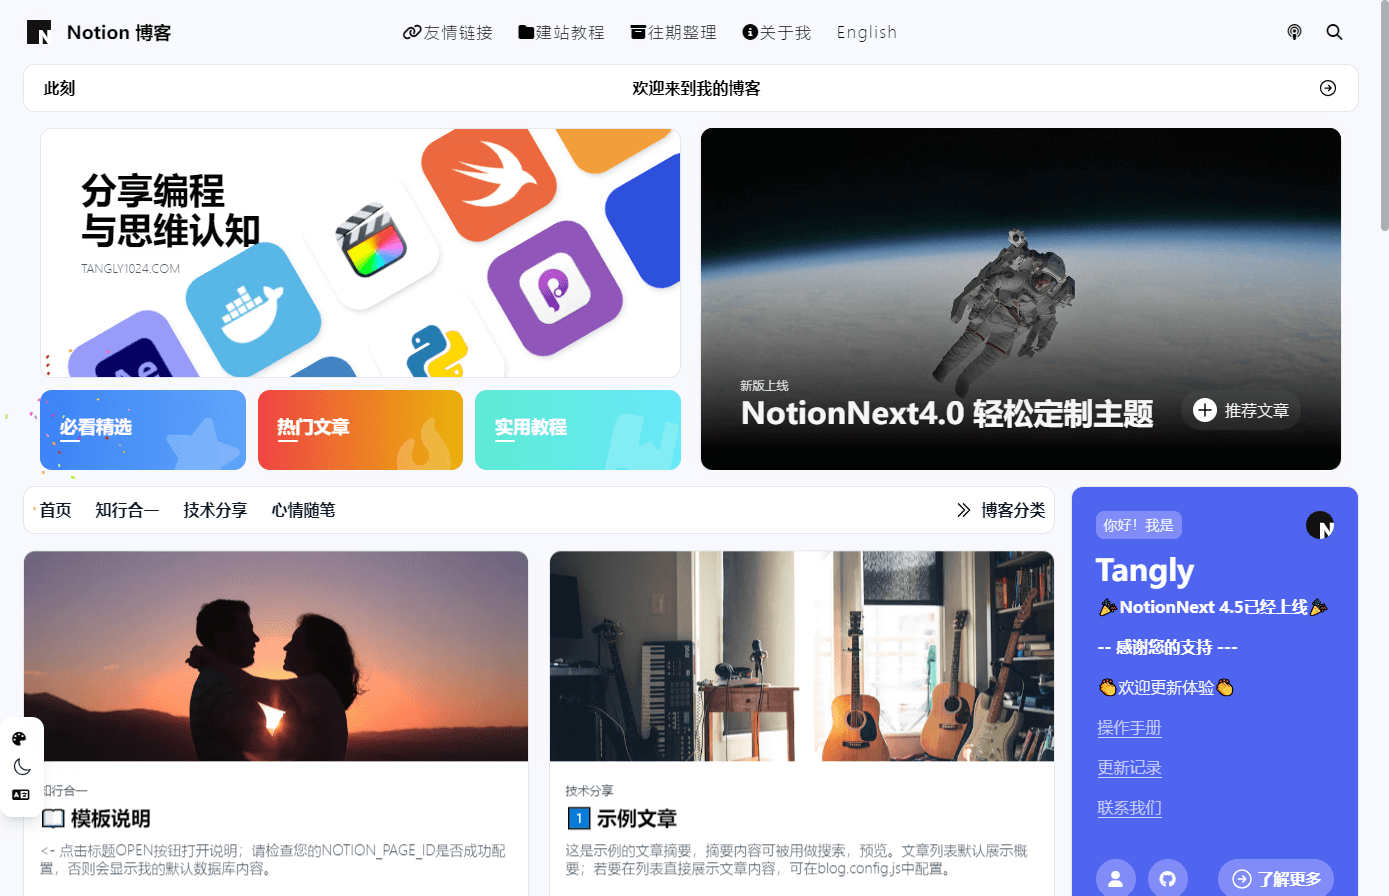 Notion 博客
友情链接
建站教程
往期整理
关于我
English
此刻
欢迎来到我的博客
分享编程
与思维认知
TANGLY1024.COM
Ae
新版上线
NotionNext4.0 轻松定制主题
推荐文章
必看精选
热门文章
实用教程
首页
知行合一
技术分享
心情随笔
博客分类
你好！我是
Tangly
🎉NotionNext 4.5已经上线🎉
-- 感谢您的支持 ---
👏欢迎更新体验👏
操作手册
更新记录
联系我们
了解更多
知行合一
模板说明
<- 点击标题OPEN按钮打开说明；请检查您的NOTION_PAGE_ID是否成功配
置，否则会显示我的默认数据库内容。
技术分享
1 示例文章
这是示例的文章摘要，摘要内容可被用做搜索，预览。文章列表默认展示概
要；若要在列表直接展示文章内容，可在blog.config.js中配置。